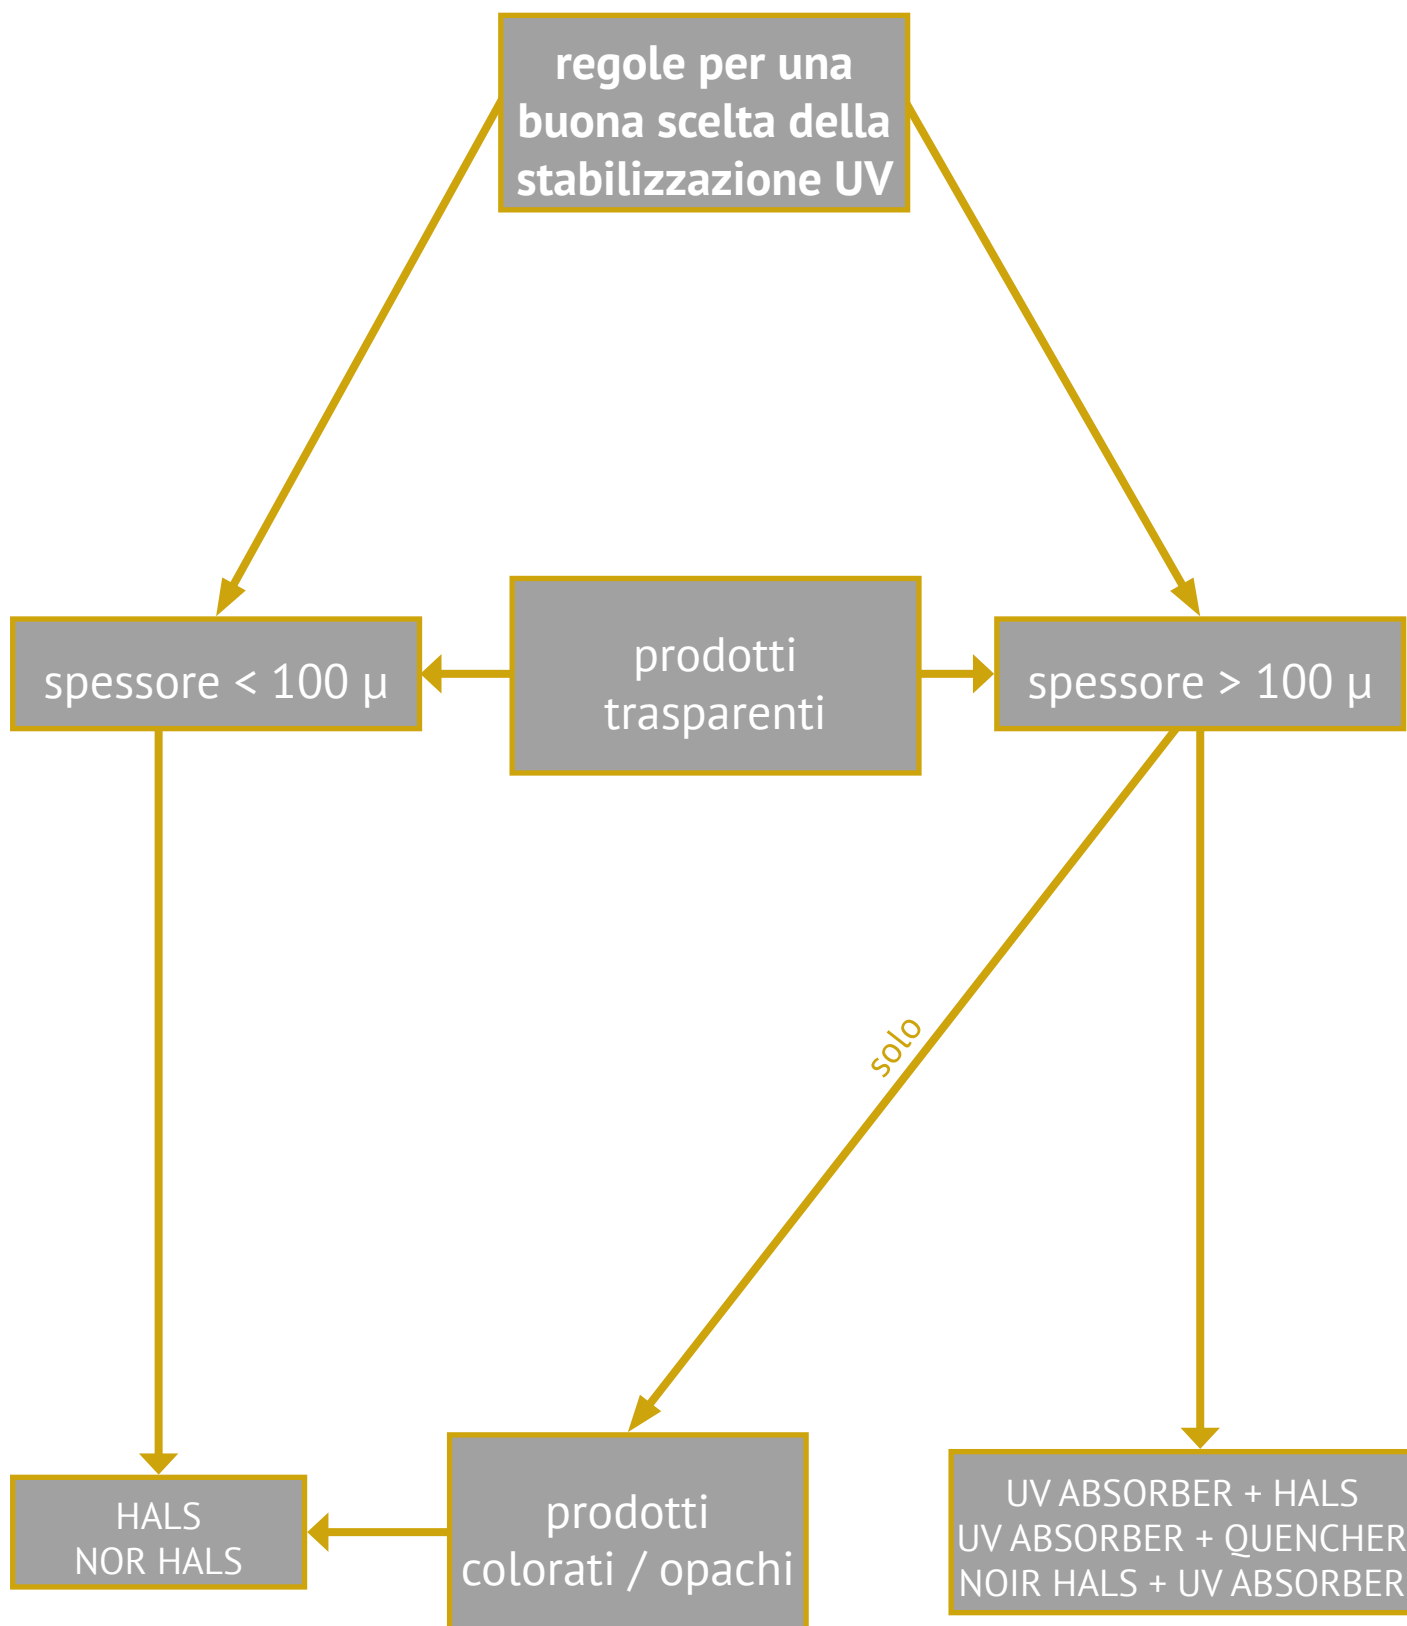 regole per una
buona scelta della
stabilizzazione UV
spessore < 100 µ
prodotti
trasparenti
spessore > 100 µ
solo
HALS
NOR HALS
prodotti
colorati / opachi
UV ABSORBER + HALS
UV ABSORBER + QUENCHER
NOIR HALS + UV ABSORBER